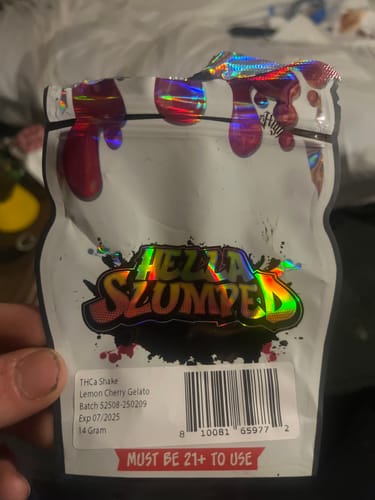 High
HELLA
SLUMPED
THCa Shake
Lemon Cherry Gelato
Batch 52508-250209
Exp 07/2025
14 Gram
8 10081 65977 2
MUST BE 21+ TO USE